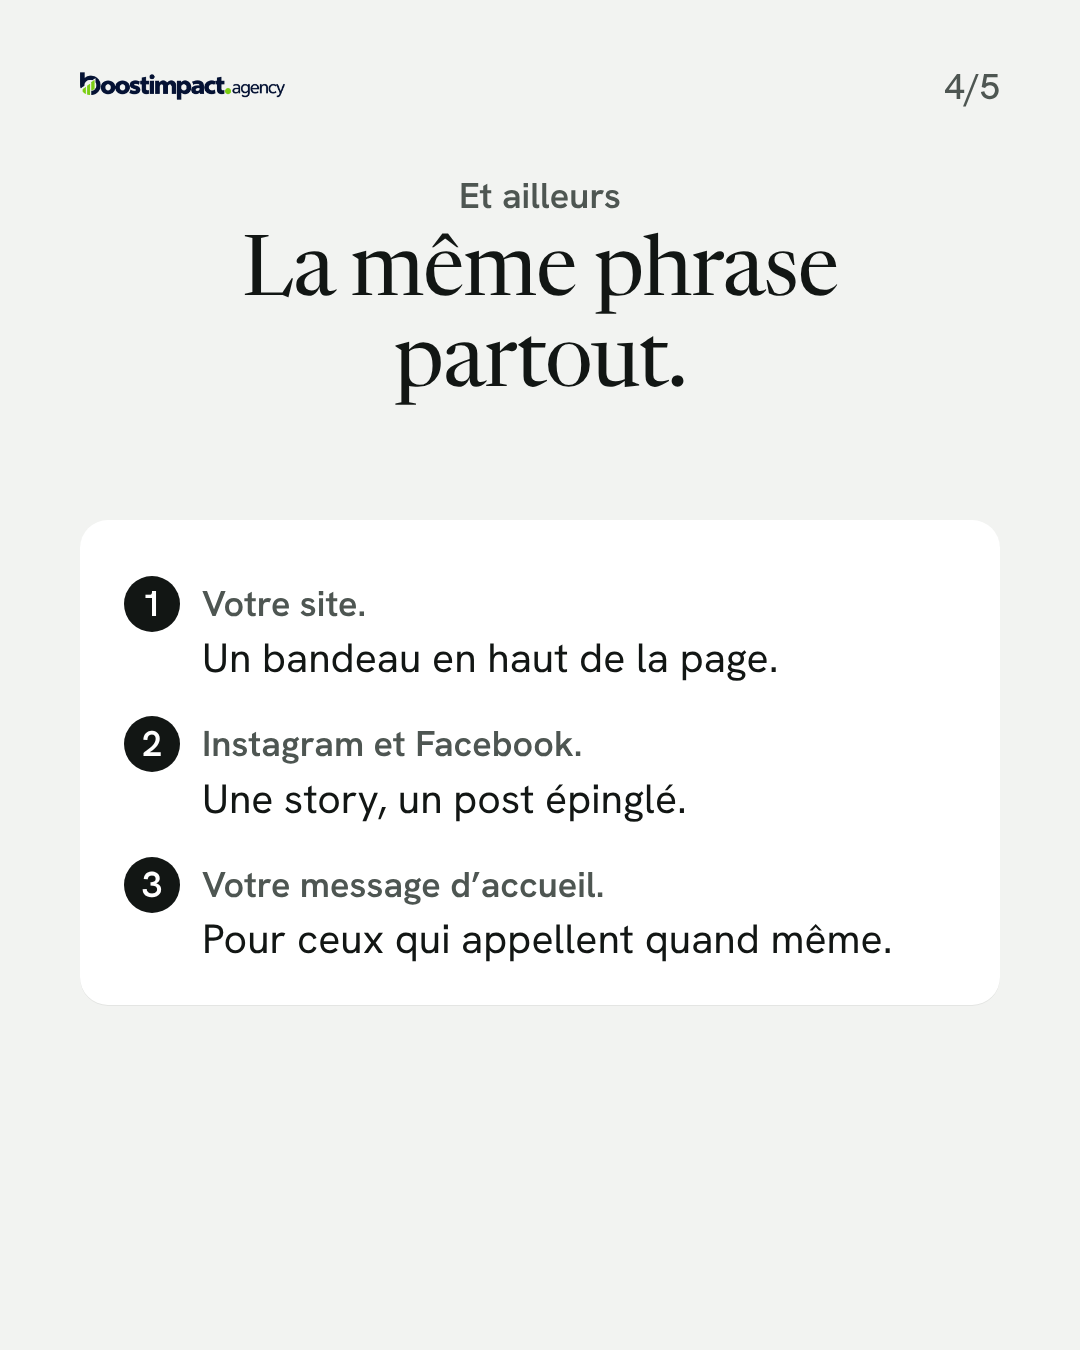 boostimpact.agency
4/5
Et ailleurs
La même phrase
partout.
1 Votre site.
Un bandeau en haut de la page.
2 Instagram et Facebook.
Une story, un post épinglé.
3 Votre message d’accueil.
Pour ceux qui appellent quand même.